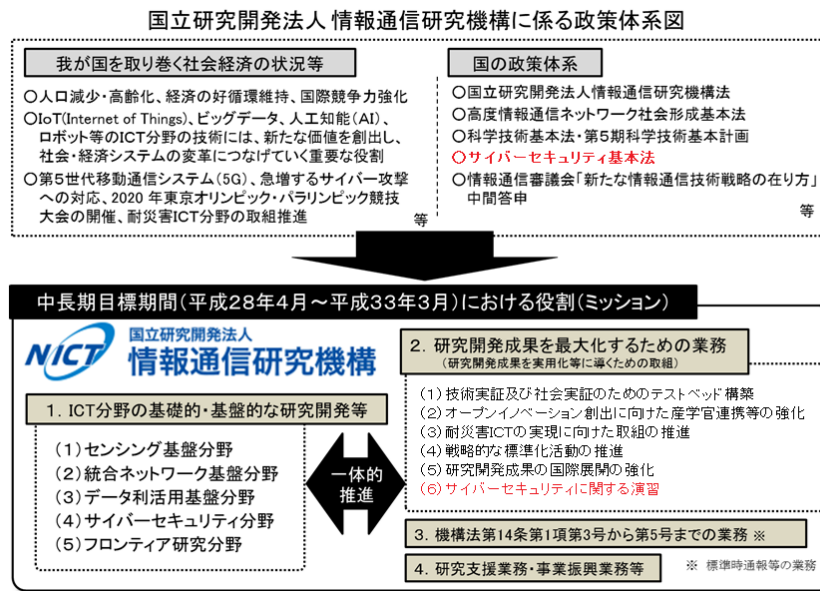 国立研究開発法人 情報通信研究機構に係る政策体系図
我が国を取り巻く社会経済の状況等
○人口減少・高齢化、経済の好循環維持、国際競争力強化
○IoT(Internet of Things)、ビッグデータ、人工知能(AI)、
ロボット等のICT分野の技術には、新たな価値を創出し、
社会・経済システムの変革につなげていく重要な役割
○第5世代移動通信システム(5G)、急増するサイバー攻撃
への対応、2020 年東京オリンピック・パラリンピック競技
大会の開催、耐災害ICT分野の取組推進
等
国の政策体系
○国立研究開発法人情報通信研究機構法
○高度情報通信ネットワーク社会形成基本法
○科学技術基本法・第5期科学技術基本計画
○サイバーセキュリティ基本法
○情報通信審議会「新たな情報通信技術戦略の在り方」
中間答申
等
中長期目標期間(平成28年4月～平成33年3月)における役割(ミッション)
NICT
国立研究開発法人
情報通信研究機構
1. ICT分野の基礎的・基盤的な研究開発等
(1)センシング基盤分野
(2)統合ネットワーク基盤分野
(3)データ利活用基盤分野
(4)サイバーセキュリティ分野
(5)フロンティア研究分野
一体的
推進
2. 研究開発成果を最大化するための業務
(研究開発成果を実用化等に導くための取組)
(1)技術実証及び社会実証のためのテストベッド構築
(2)オープンイノベーション創出に向けた産学官連携等の強化
(3)耐災害ICTの実現に向けた取組の推進
(4)戦略的な標準化活動の推進
(5)研究開発成果の国際展開の強化
(6)サイバーセキュリティに関する演習
3. 機構法第14条第1項第3号から第5号までの業務 ※
4. 研究支援業務・事業振興業務等
※ 標準時通報等の業務